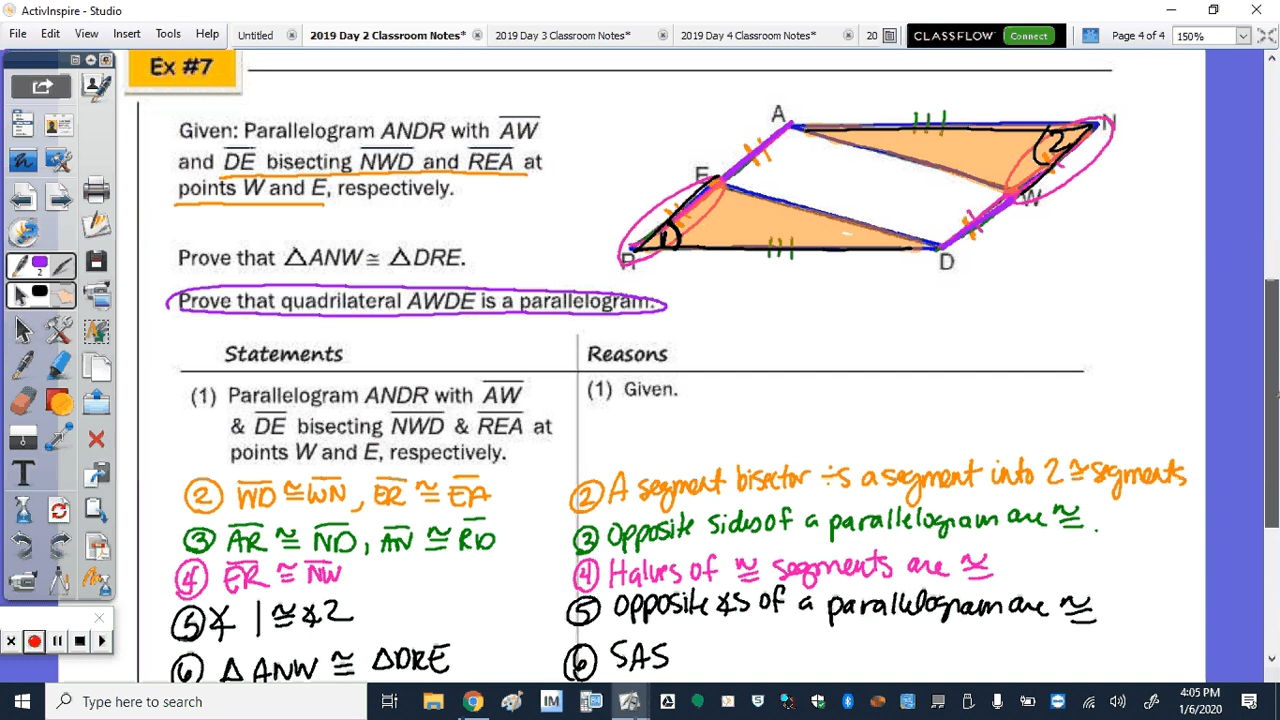 ActivInspire - Studio
File Edit View Insert Tools Help Untitled 2019 Day 2 Classroom Notes* 2019 Day 3 Classroom Notes* 2019 Day 4 Classroom Notes* 20 CLASSFLOW Connect Page 4 of 4 150%
Ex #7
Given: Parallelogram ANDR with AW
and DE bisecting NWD and REA at
points W and E, respectively.
Prove that △ANW ≅ △DRE.
Prove that quadrilateral AWDE is a parallelogram.
A
N
E
W
R
D
1
2
2
Statements
Reasons
(1) Parallelogram ANDR with AW
& DE bisecting NWD & REA at
points W and E, respectively.
(1) Given.
② WD ≅ WN, ER ≅ EA
② A segment bisector ÷s a segment into 2 ≅ segments
③ AR ≅ ND, AN ≅ RD
③ Opposite sides of a parallelogram are ≅.
④ ER ≅ NW
④ Halves of ≅ segments are ≅
⑤ ∡1 ≅ ∡2
⑤ Opposite ∡s of a parallelogram are ≅
⑥ △ANW ≅ △DRE
⑥ SAS
Type here to search
IM
4:05 PM
1/6/2020